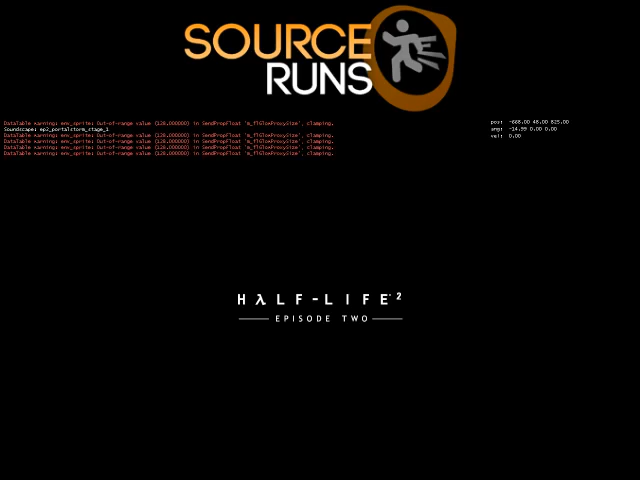 SOURCE
RUNS
DataTable warning: env_sprite: Out-of-range value (128.000000) in SendPropFloat 'm_flGlowProxySize', clamping.
Soundscape: ep2_portalstorm_stage_1
DataTable warning: env_sprite: Out-of-range value (128.000000) in SendPropFloat 'm_flGlowProxySize', clamping.
DataTable warning: env_sprite: Out-of-range value (128.000000) in SendPropFloat 'm_flGlowProxySize', clamping.
DataTable warning: env_sprite: Out-of-range value (128.000000) in SendPropFloat 'm_flGlowProxySize', clamping.
DataTable warning: env_sprite: Out-of-range value (128.000000) in SendPropFloat 'm_flGlowProxySize', clamping.
pos: -668.00 48.00 825.00
ang: -14.99 0.00 0.00
vel: 0.00
HλLF-LIFE²
EPISODE TWO